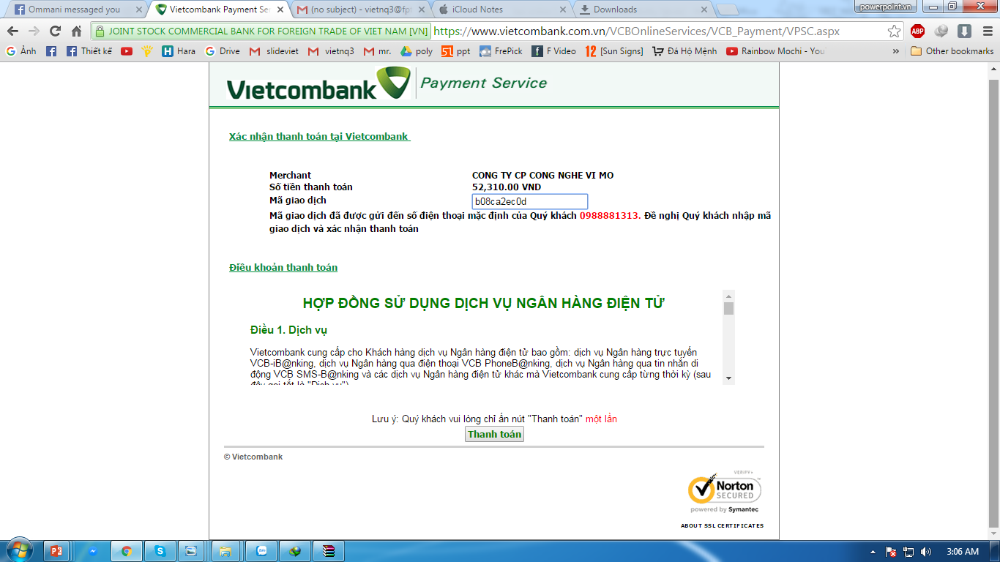 Ommani messaged you
Vietcombank Payment Se
(no subject) - vietnq3@fp
iCloud Notes
Downloads
powerpoint.vn
JOINT STOCK COMMERCIAL BANK FOR FOREIGN TRADE OF VIET NAM [VN]
https://www.vietcombank.com.vn/VCBOnlineServices/VCB_Payment/VPSC.aspx
ABP
Ảnh
Thiết kế
Hara
Drive
slideviet
vietnq3
mr.
poly
ppt
FrePick
F Video
[Sun Signs]
Đá Hộ Mệnh
Rainbow Mochi - You
»
Other bookmarks
Vietcombank
Payment Service
Xác nhận thanh toán tại Vietcombank
Merchant CONG TY CP CONG NGHE VI MO
Số tiền thanh toán 52,310.00 VND
Mã giao dịch b08ca2ec0d
Mã giao dịch đã được gửi đến số điện thoại mặc định của Quý khách 0988881313. Đề nghị Quý khách nhập mã
giao dịch và xác nhận thanh toán
Điều khoản thanh toán
HỢP ĐỒNG SỬ DỤNG DỊCH VỤ NGÂN HÀNG ĐIỆN TỬ
Điều 1. Dịch vụ
Vietcombank cung cấp cho Khách hàng dịch vụ Ngân hàng điện tử bao gồm: dịch vụ Ngân hàng trực tuyến
VCB-iB@nking, dịch vụ Ngân hàng qua điện thoại VCB PhoneB@nking, dịch vụ Ngân hàng qua tin nhắn di
động VCB SMS-B@nking và các dịch vụ Ngân hàng điện tử khác mà Vietcombank cung cấp từng thời kỳ (sau
đây gọi tắt là "Dịch vụ")
Lưu ý: Quý khách vui lòng chỉ ấn nút "Thanh toán" một lần
Thanh toán
© Vietcombank
VERIFY
Norton
SECURED
powered by Symantec
ABOUT SSL CERTIFICATES
Zalo
3:06 AM